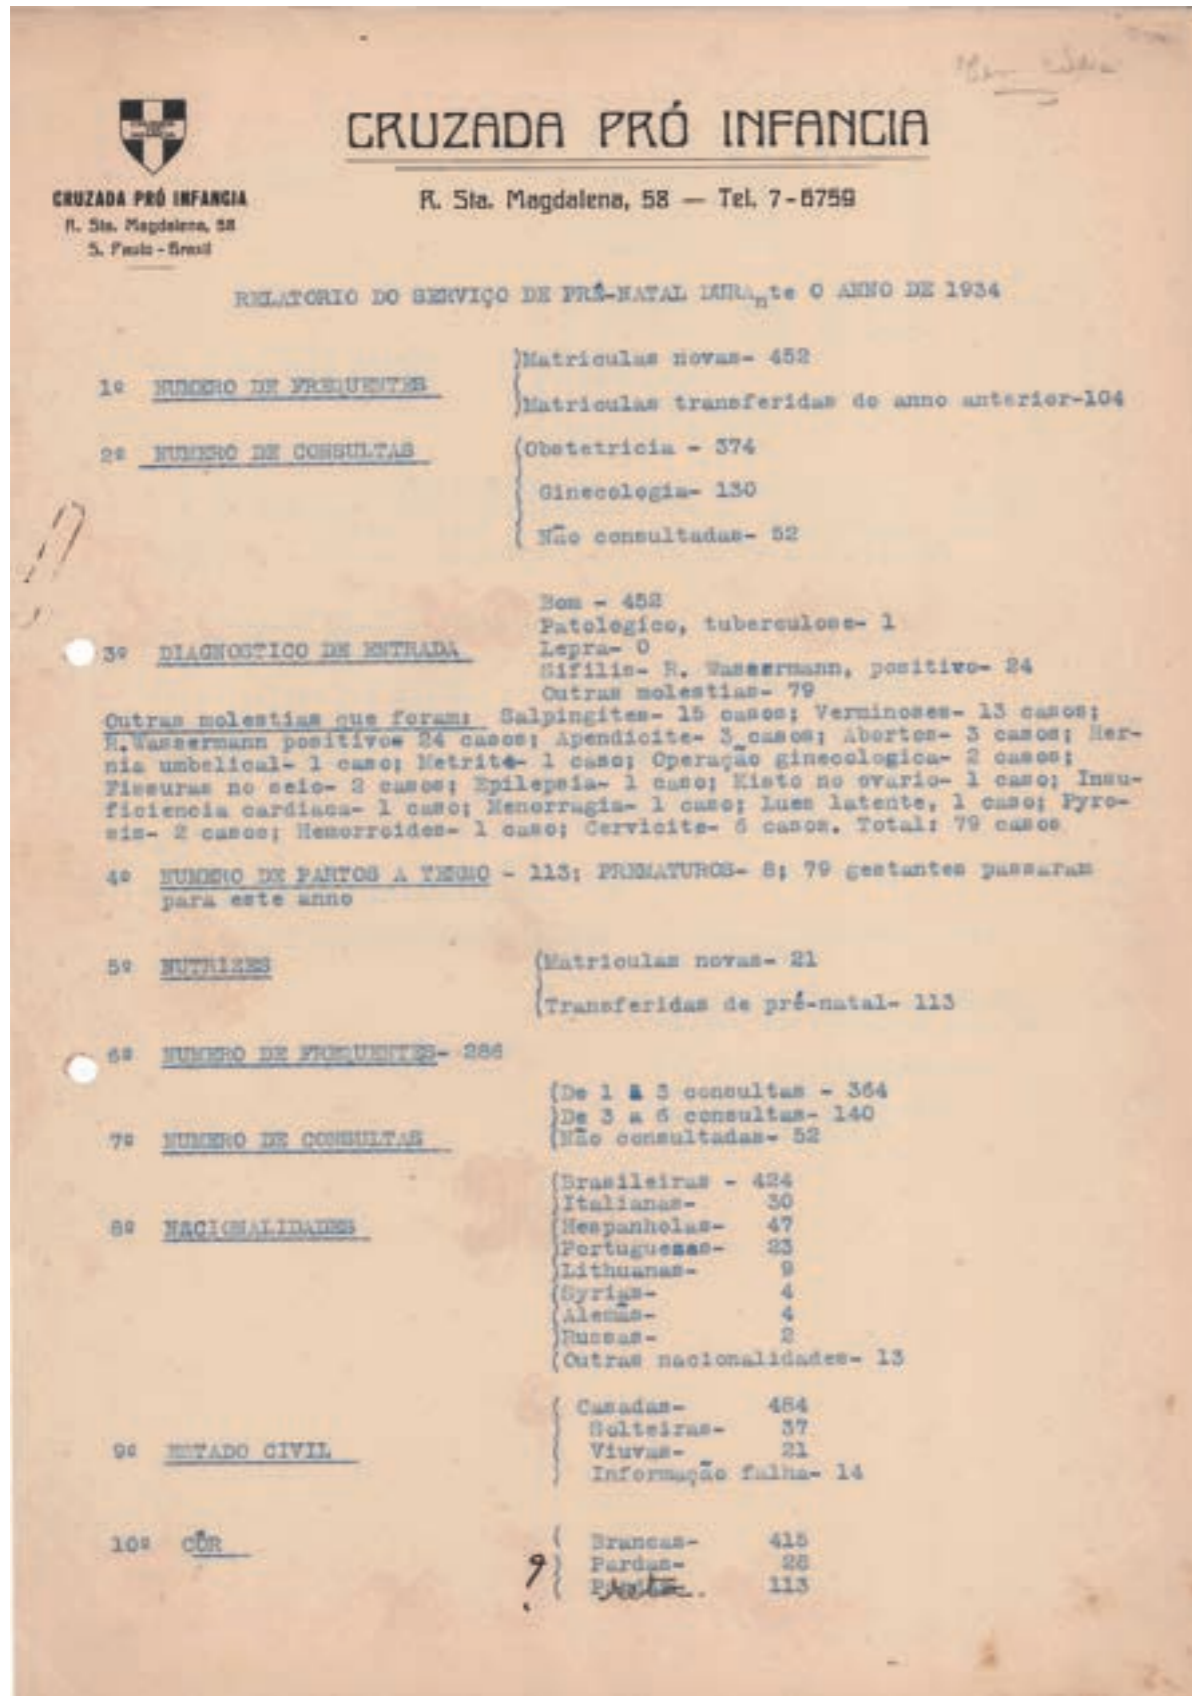 CRUZADA PRÓ INFANCIA
R. Sta. Magdalena, 58 — Tel. 7-6759
CRUZADA PRÓ INFANCIA
R. Sta. Magdalena, 58
S. Paulo - Brasil
RELATORIO DO SERVIÇO DE PRÉ-NATAL DURAnte O ANNO DE 1934
1º NUMERO DE FREQUENTES
)Matriculas novas- 452
)Matriculas transferidas do anno anterior-104
2º NUMERO DE CONSULTAS
(Obstetricia - 374
Ginecologia- 130
( Não consultadas- 52
3º DIAGNOSTICO DE ENTRADA
Bom - 452
Patologico, tuberculose- 1
Lepra- 0
Sifilis- R. Wassermann, positivo- 24
Outras molestias- 79
Outras molestias que foram: Salpingites- 15 casos; Verminoses- 13 casos;
R.Wassermann positivo= 24 casos; Apendicite- 3 casos; Abortos- 3 casos; Her-
nia umbelical- 1 caso; Metrite- 1 caso; Operação ginecologica- 2 casos;
Fissuras no seio- 2 casos; Epilepsia- 1 caso; Kisto no ovario- 1 caso; Insu-
ficiencia cardiaca- 1 caso; Menorragia- 1 caso; Lues latente, 1 caso; Pyro-
sis- 2 casos; Hemorroides- 1 caso; Cervicite- 6 casos. Total: 79 casos
4º NUMERO DE PARTOS A TERMO - 113; PREMATUROS- 8; 79 gestantes passaram
para este anno
5º NUTRIZES
(Matriculas novas- 21
(Transferidas de pré-natal- 113
6º NUMERO DE FREQUENTES- 286
7º NUMERO DE CONSULTAS
(De 1 a 3 consultas - 364
)De 3 a 6 consultas- 140
(Não consultadas- 52
8º NACIONALIDADES
(Brasileiras - 424
)Italianas- 30
(Hespanholas- 47
)Portuguesas- 23
)Lithuanas- 9
(Syrias- 4
(Alemãs- 4
)Russas- 2
(Outras nacionalidades- 13
9º ESTADO CIVIL
( Casadas- 484
Solteiras- 37
Viuvas- 21
Informação falha- 14
10º CÔR
( Brancas- 415
? ) Pardas- 28
( 113